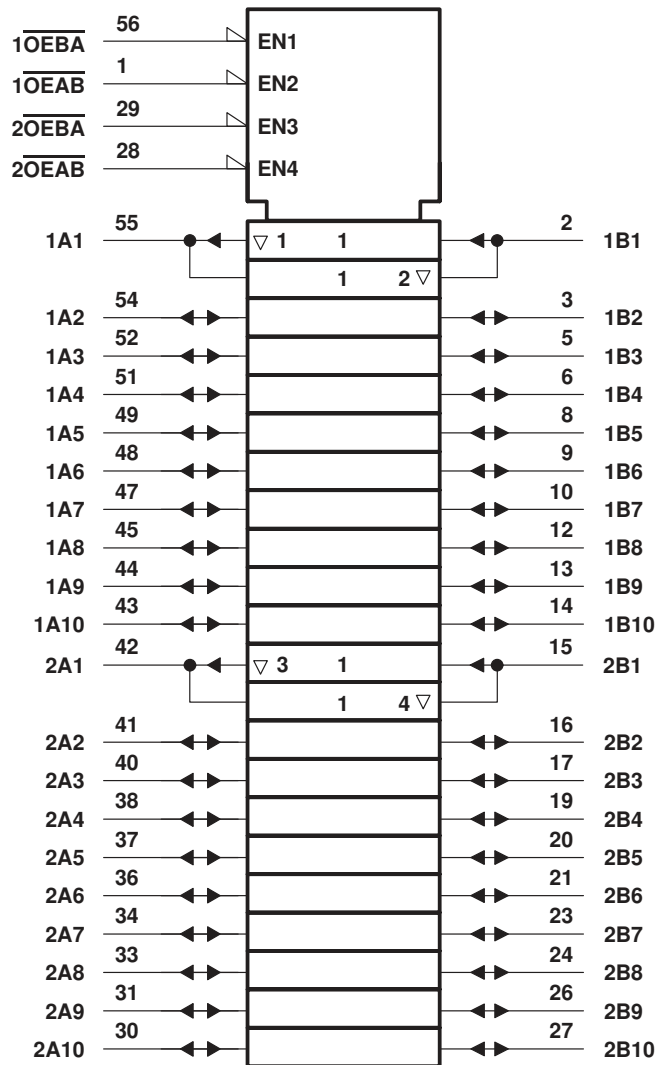 56
1OEBA EN1
1
1OEAB EN2
29
2OEBA EN3
28
2OEAB EN4
55 2
1A1 ▽ 1 1 1B1
1 2 ▽
54 3
1A2 1B2
52 5
1A3 1B3
51 6
1A4 1B4
49 8
1A5 1B5
48 9
1A6 1B6
47 10
1A7 1B7
45 12
1A8 1B8
44 13
1A9 1B9
43 14
1A10 1B10
42 15
2A1 ▽ 3 1 2B1
1 4 ▽
41 16
2A2 2B2
40 17
2A3 2B3
38 19
2A4 2B4
37 20
2A5 2B5
36 21
2A6 2B6
34 23
2A7 2B7
33 24
2A8 2B8
31 26
2A9 2B9
30 27
2A10 2B10